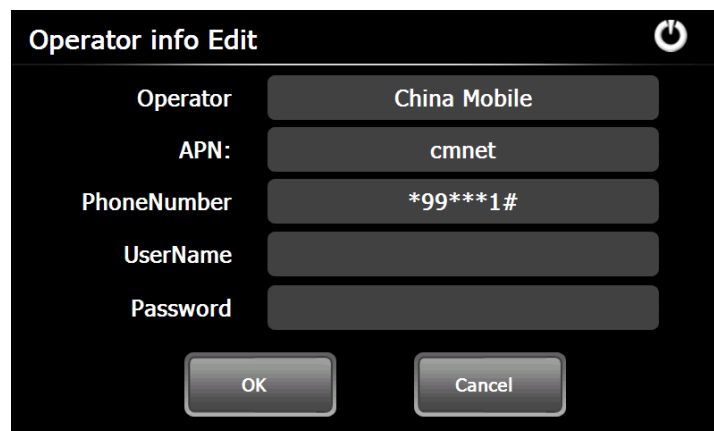 Operator info Edit
Operator China Mobile
APN: cmnet
PhoneNumber *99***1#
UserName
Password
OK Cancel